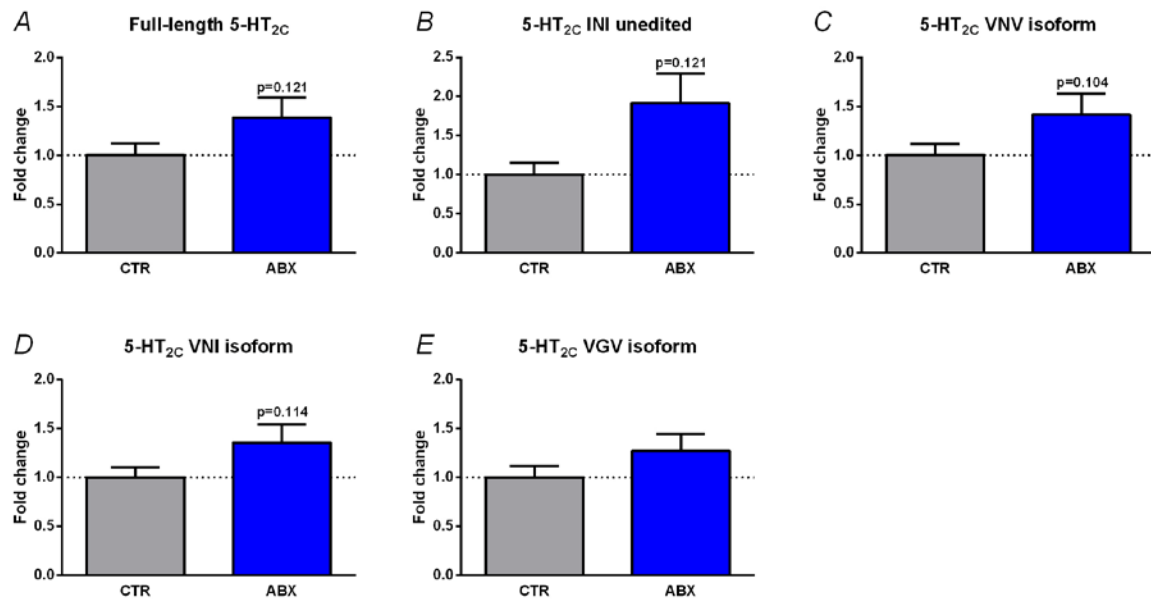 A
Full-length 5-HT2C
Fold change
2.0
1.5
1.0
0.5
0.0
p=0.121
CTR
ABX
B
5-HT2C INI unedited
Fold change
2.5
2.0
1.5
1.0
0.5
0.0
p=0.121
CTR
ABX
C
5-HT2C VNV isoform
Fold change
2.0
1.5
1.0
0.5
0.0
p=0.104
CTR
ABX
D
5-HT2C VNI isoform
Fold change
2.0
1.5
1.0
0.5
0.0
p=0.114
CTR
ABX
E
5-HT2C VGV isoform
Fold change
2.0
1.5
1.0
0.5
0.0
CTR
ABX